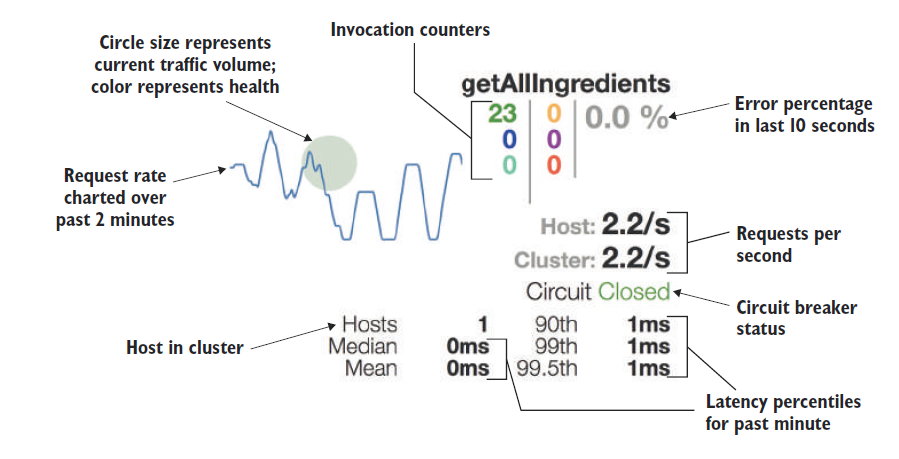 Invocation counters
Circle size represents
current traffic volume;
color represents health
getAllIngredients
23 0 0.0 %
0 0
0 0
Error percentage
in last 10 seconds
Request rate
charted over
past 2 minutes
Host: 2.2/s
Cluster: 2.2/s
Requests per
second
Circuit Closed
Circuit breaker
status
Hosts 1 90th 1ms
Median 0ms 99th 1ms
Mean 0ms 99.5th 1ms
Host in cluster
Latency percentiles
for past minute